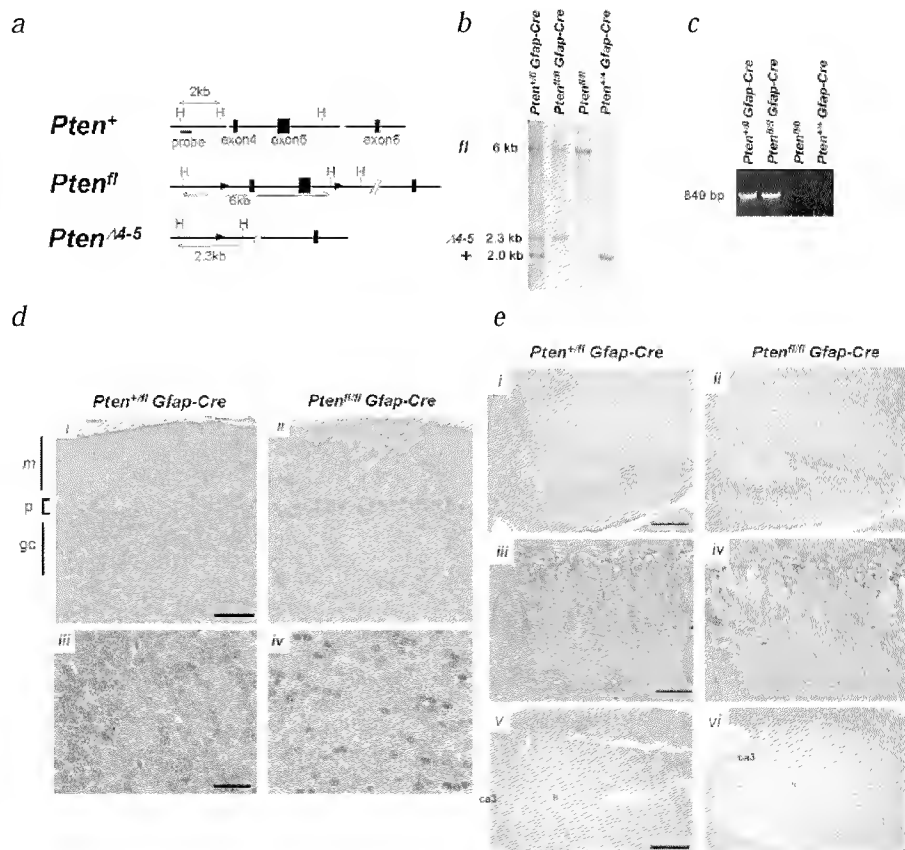 a
2kb
H H H
Pten+
probe exon4 exon5 exon6
H H H
Ptenfl
6kb
H H
PtenΔ4-5
2.3kb
b
Pten+/fl Gfap-Cre
Ptenfl/fl Gfap-Cre
Ptenfl/fl
Pten+/+ Gfap-Cre
fl 6 kb
Δ4-5 2.3 kb
+ 2.0 kb
c
Pten+/fl Gfap-Cre
Ptenfl/fl Gfap-Cre
Ptenfl/fl
Pten+/+ Gfap-Cre
849 bp
d
Pten+/fl Gfap-Cre Ptenfl/fl Gfap-Cre
i ii
m
p
gc
iii iv
e
Pten+/fl Gfap-Cre Ptenfl/fl Gfap-Cre
i ii
iii iv
v vi
ca3 ca3